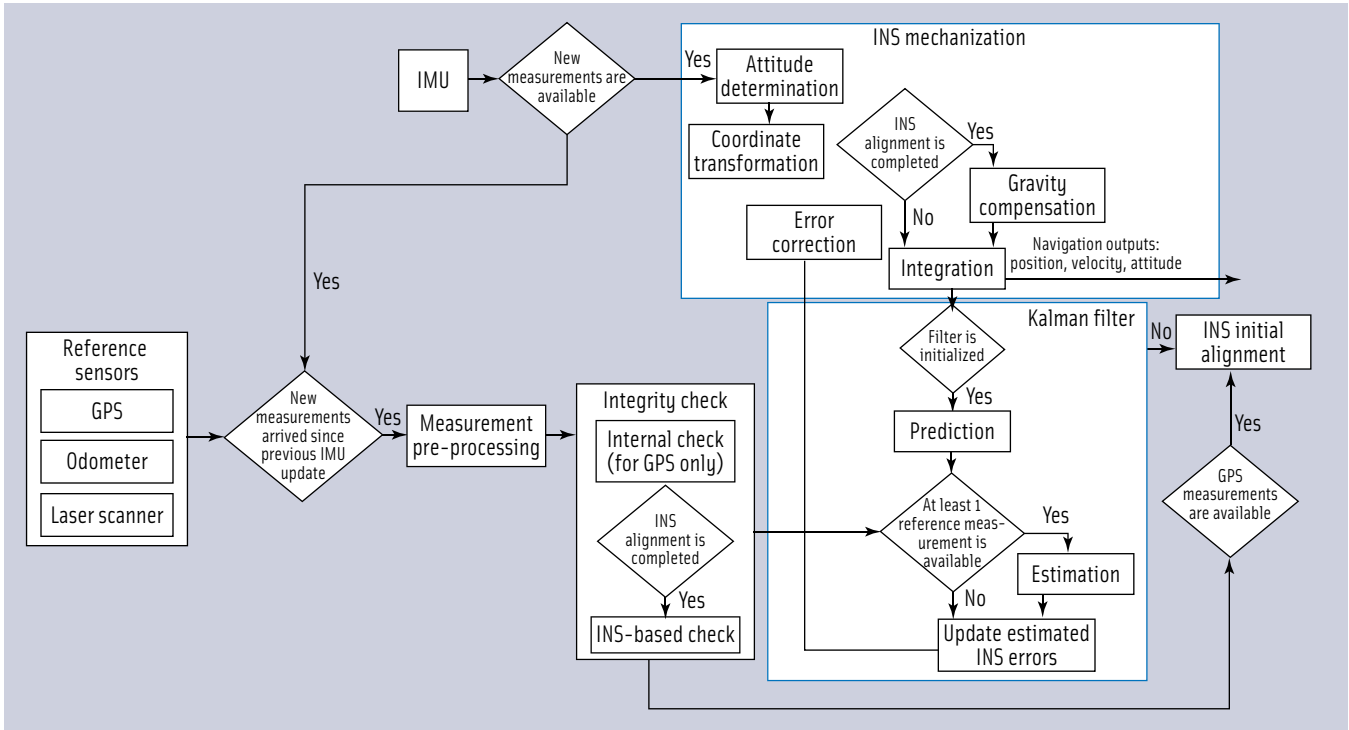 INS mechanization
IMU
New
measurements are
available
Yes
Attitude
determination
Coordinate
transformation
INS
alignment is
completed
Yes
Gravity
compensation
No
Error
correction
Integration
Navigation outputs:
position, velocity, attitude
Yes
Kalman filter
Filter is
initialized
No
INS initial
alignment
Reference
sensors
GPS
Odometer
Laser scanner
New
measurements
arrived since
previous IMU
update
Yes
Measurement
pre-processing
Integrity check
Internal check
(for GPS only)
INS
alignment is
completed
Yes
INS-based check
Yes
Prediction
At least 1
reference meas-
urement is
available
Yes
Estimation
No
Update estimated
INS errors
Yes
GPS
measurements
are available